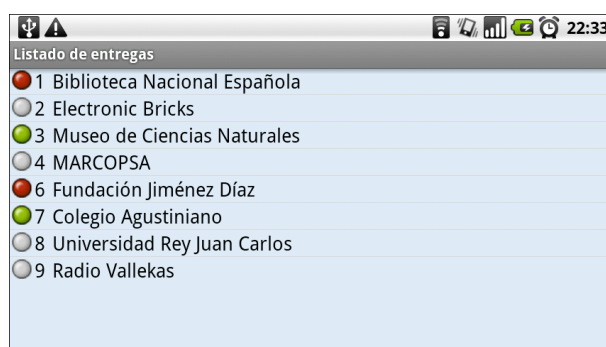 22:33
Listado de entregas
1 Biblioteca Nacional Española
2 Electronic Bricks
3 Museo de Ciencias Naturales
4 MARCOPSA
6 Fundación Jiménez Díaz
7 Colegio Agustiniano
8 Universidad Rey Juan Carlos
9 Radio Vallekas